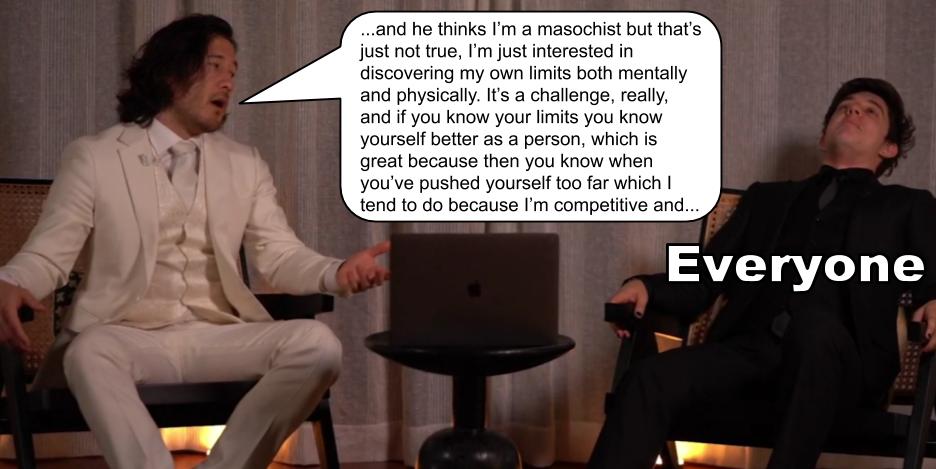 ...and he thinks I’m a masochist but that’s
just not true, I’m just interested in
discovering my own limits both mentally
and physically. It’s a challenge, really,
and if you know your limits you know
yourself better as a person, which is
great because then you know when
you’ve pushed yourself too far which I
tend to do because I’m competitive and...
Everyone